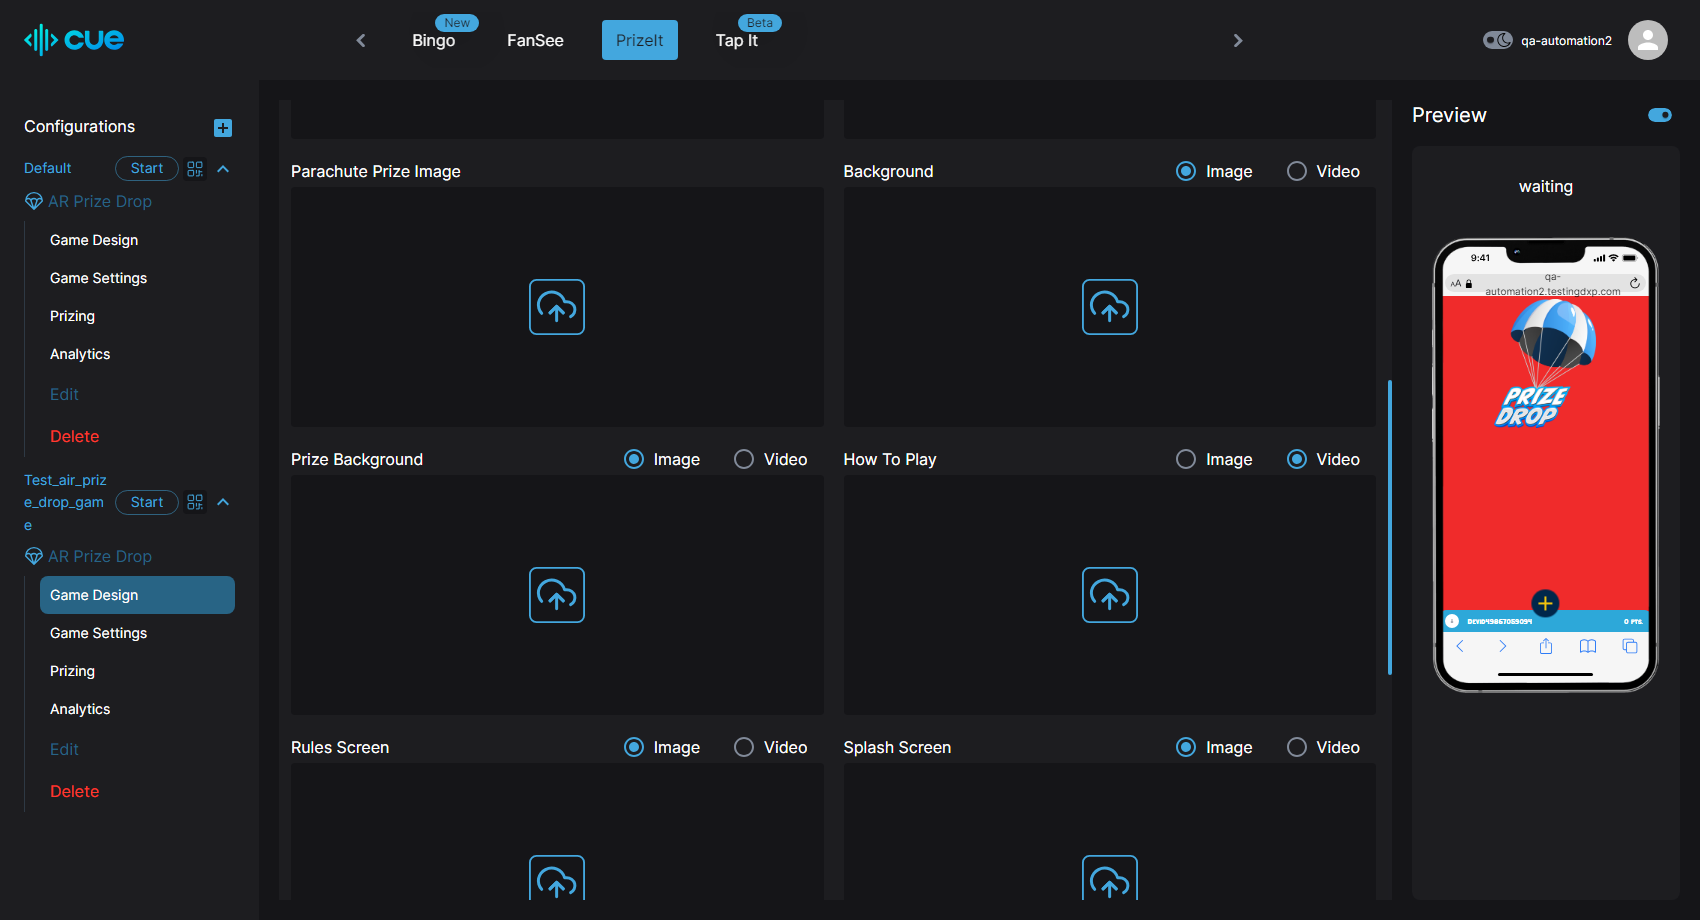 cue
New
Bingo
FanSee
PrizeIt
Beta
Tap It
qa-automation2
Configurations
Default
Start
AR Prize Drop
Game Design
Game Settings
Prizing
Analytics
Edit
Delete
Test_air_priz
e_drop_gam
e
Start
AR Prize Drop
Game Design
Game Settings
Prizing
Analytics
Edit
Delete
Parachute Prize Image
Background
Image
Video
Prize Background
Image
Video
How To Play
Image
Video
Rules Screen
Image
Video
Splash Screen
Image
Video
Preview
waiting
9:41
AA
qa-
automation2.testingdxp.com
PRIZE
DROP
0 PTS.